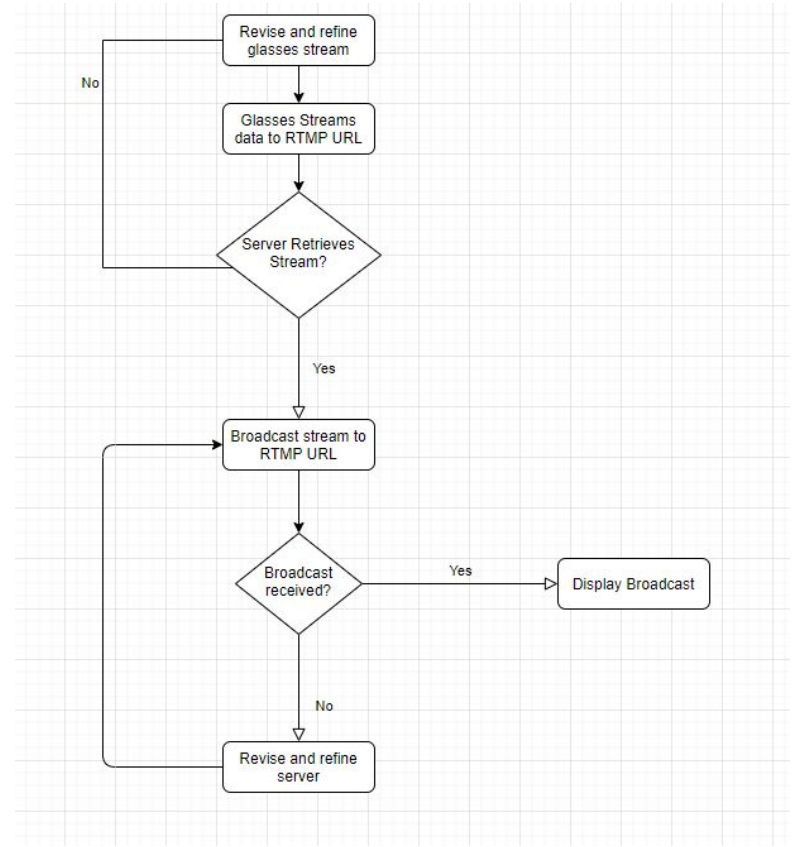 Revise and refine
glasses stream
No
Glasses Streams
data to RTMP URL
Server Retrieves
Stream?
Yes
Broadcast stream to
RTMP URL
Broadcast
received?
Yes
Display Broadcast
No
Revise and refine
server